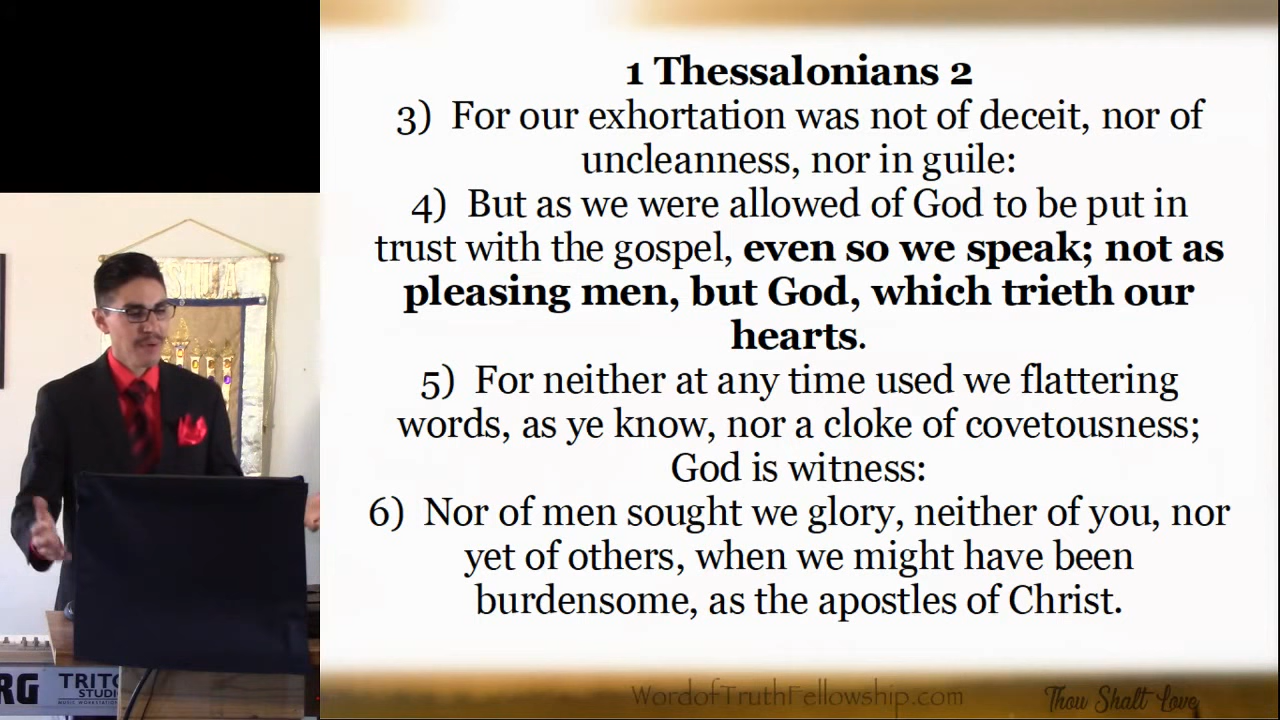 1 Thessalonians 2
3) For our exhortation was not of deceit, nor of
uncleanness, nor in guile:
4) But as we were allowed of God to be put in
trust with the gospel, even so we speak; not as
pleasing men, but God, which trieth our
hearts.
5) For neither at any time used we flattering
words, as ye know, nor a cloke of covetousness;
God is witness:
6) Nor of men sought we glory, neither of you, nor
yet of others, when we might have been
burdensome, as the apostles of Christ.
RG TRITO
STUDI
MUSIC WORKSTA
WordofTruthFellowship.com
Thou Shalt Love